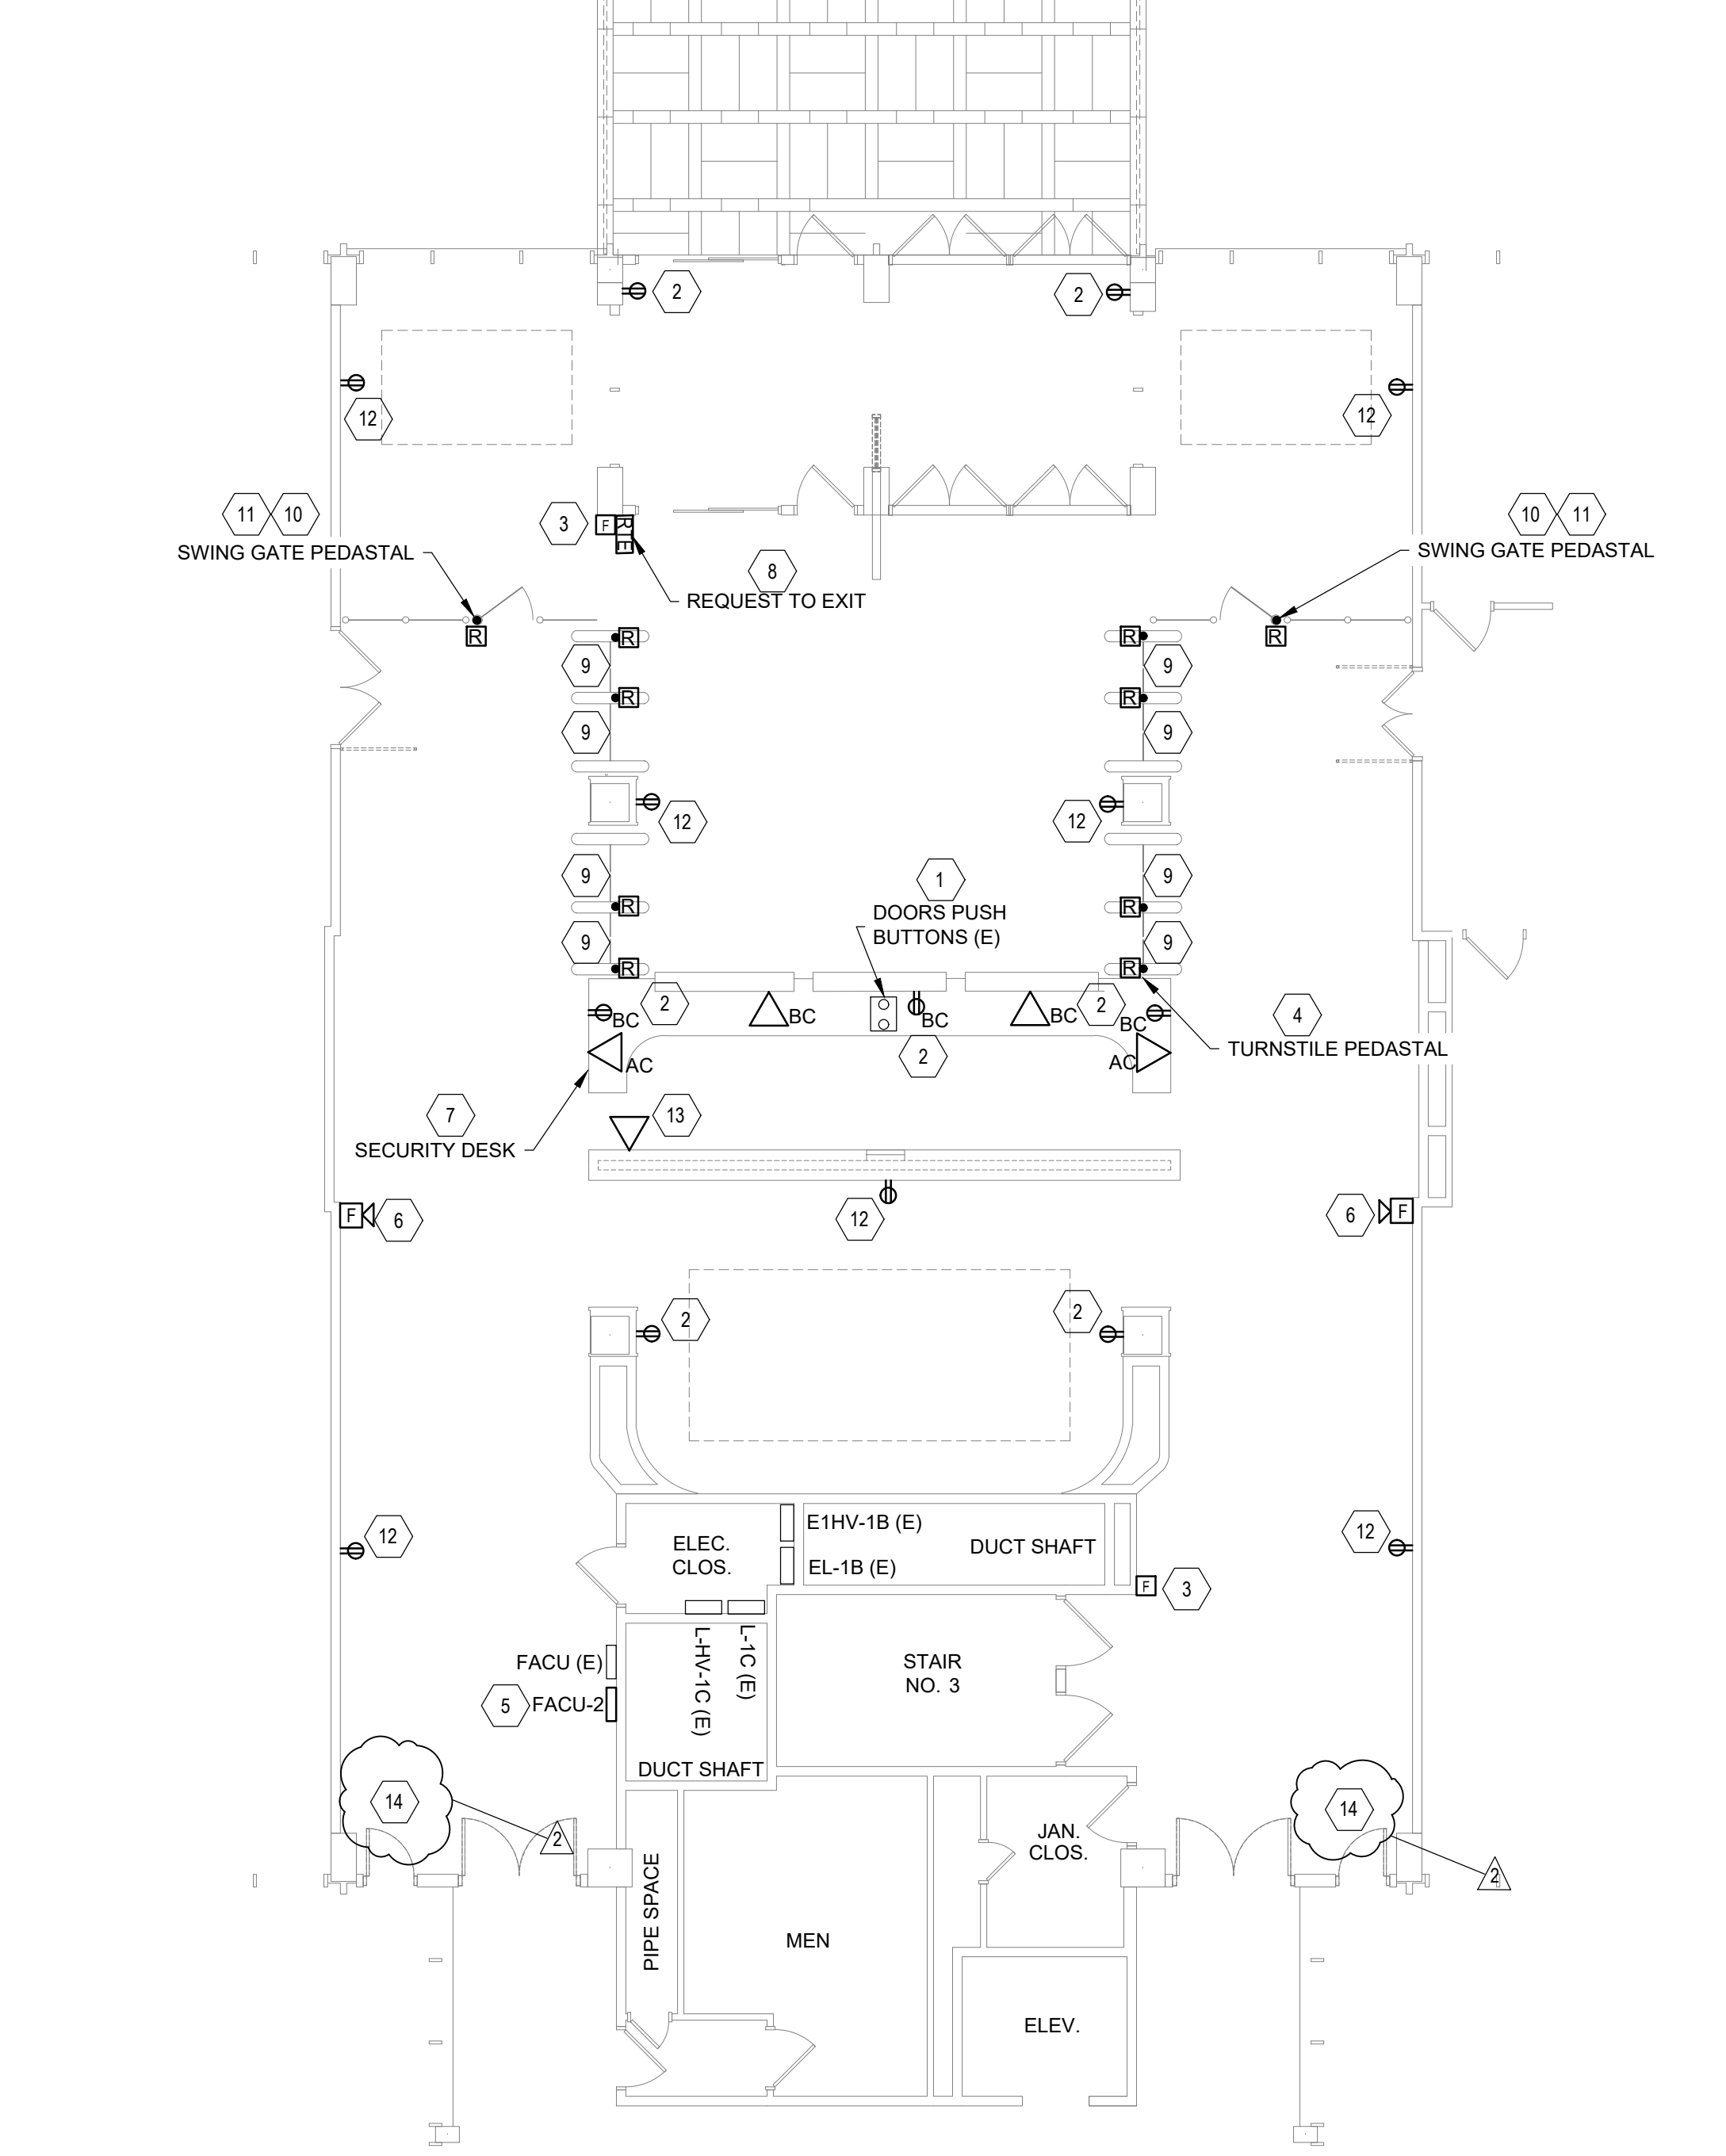 2
2
12
12
11
10
SWING GATE PEDASTAL
3
F
RTE
8
REQUEST TO EXIT
10
11
SWING GATE PEDASTAL
R
R
R
R
9
9
R
R
9
9
12
12
1
DOORS PUSH
BUTTONS (E)
9
9
R
R
9
9
R
R
2
2
BC
BC
BC
BC
BC
AC
AC
2
4
TURNSTILE PEDASTAL
7
SECURITY DESK
13
F
6
12
6
F
2
2
12
12
ELEC.
CLOS.
E1HV-1B (E)
EL-1B (E)
DUCT SHAFT
F
3
FACU (E)
5
FACU-2
L-HV-1C (E)
L-1C (E)
STAIR
NO. 3
DUCT SHAFT
14
2
14
2
JAN.
CLOS.
PIPE SPACE
MEN
ELEV.